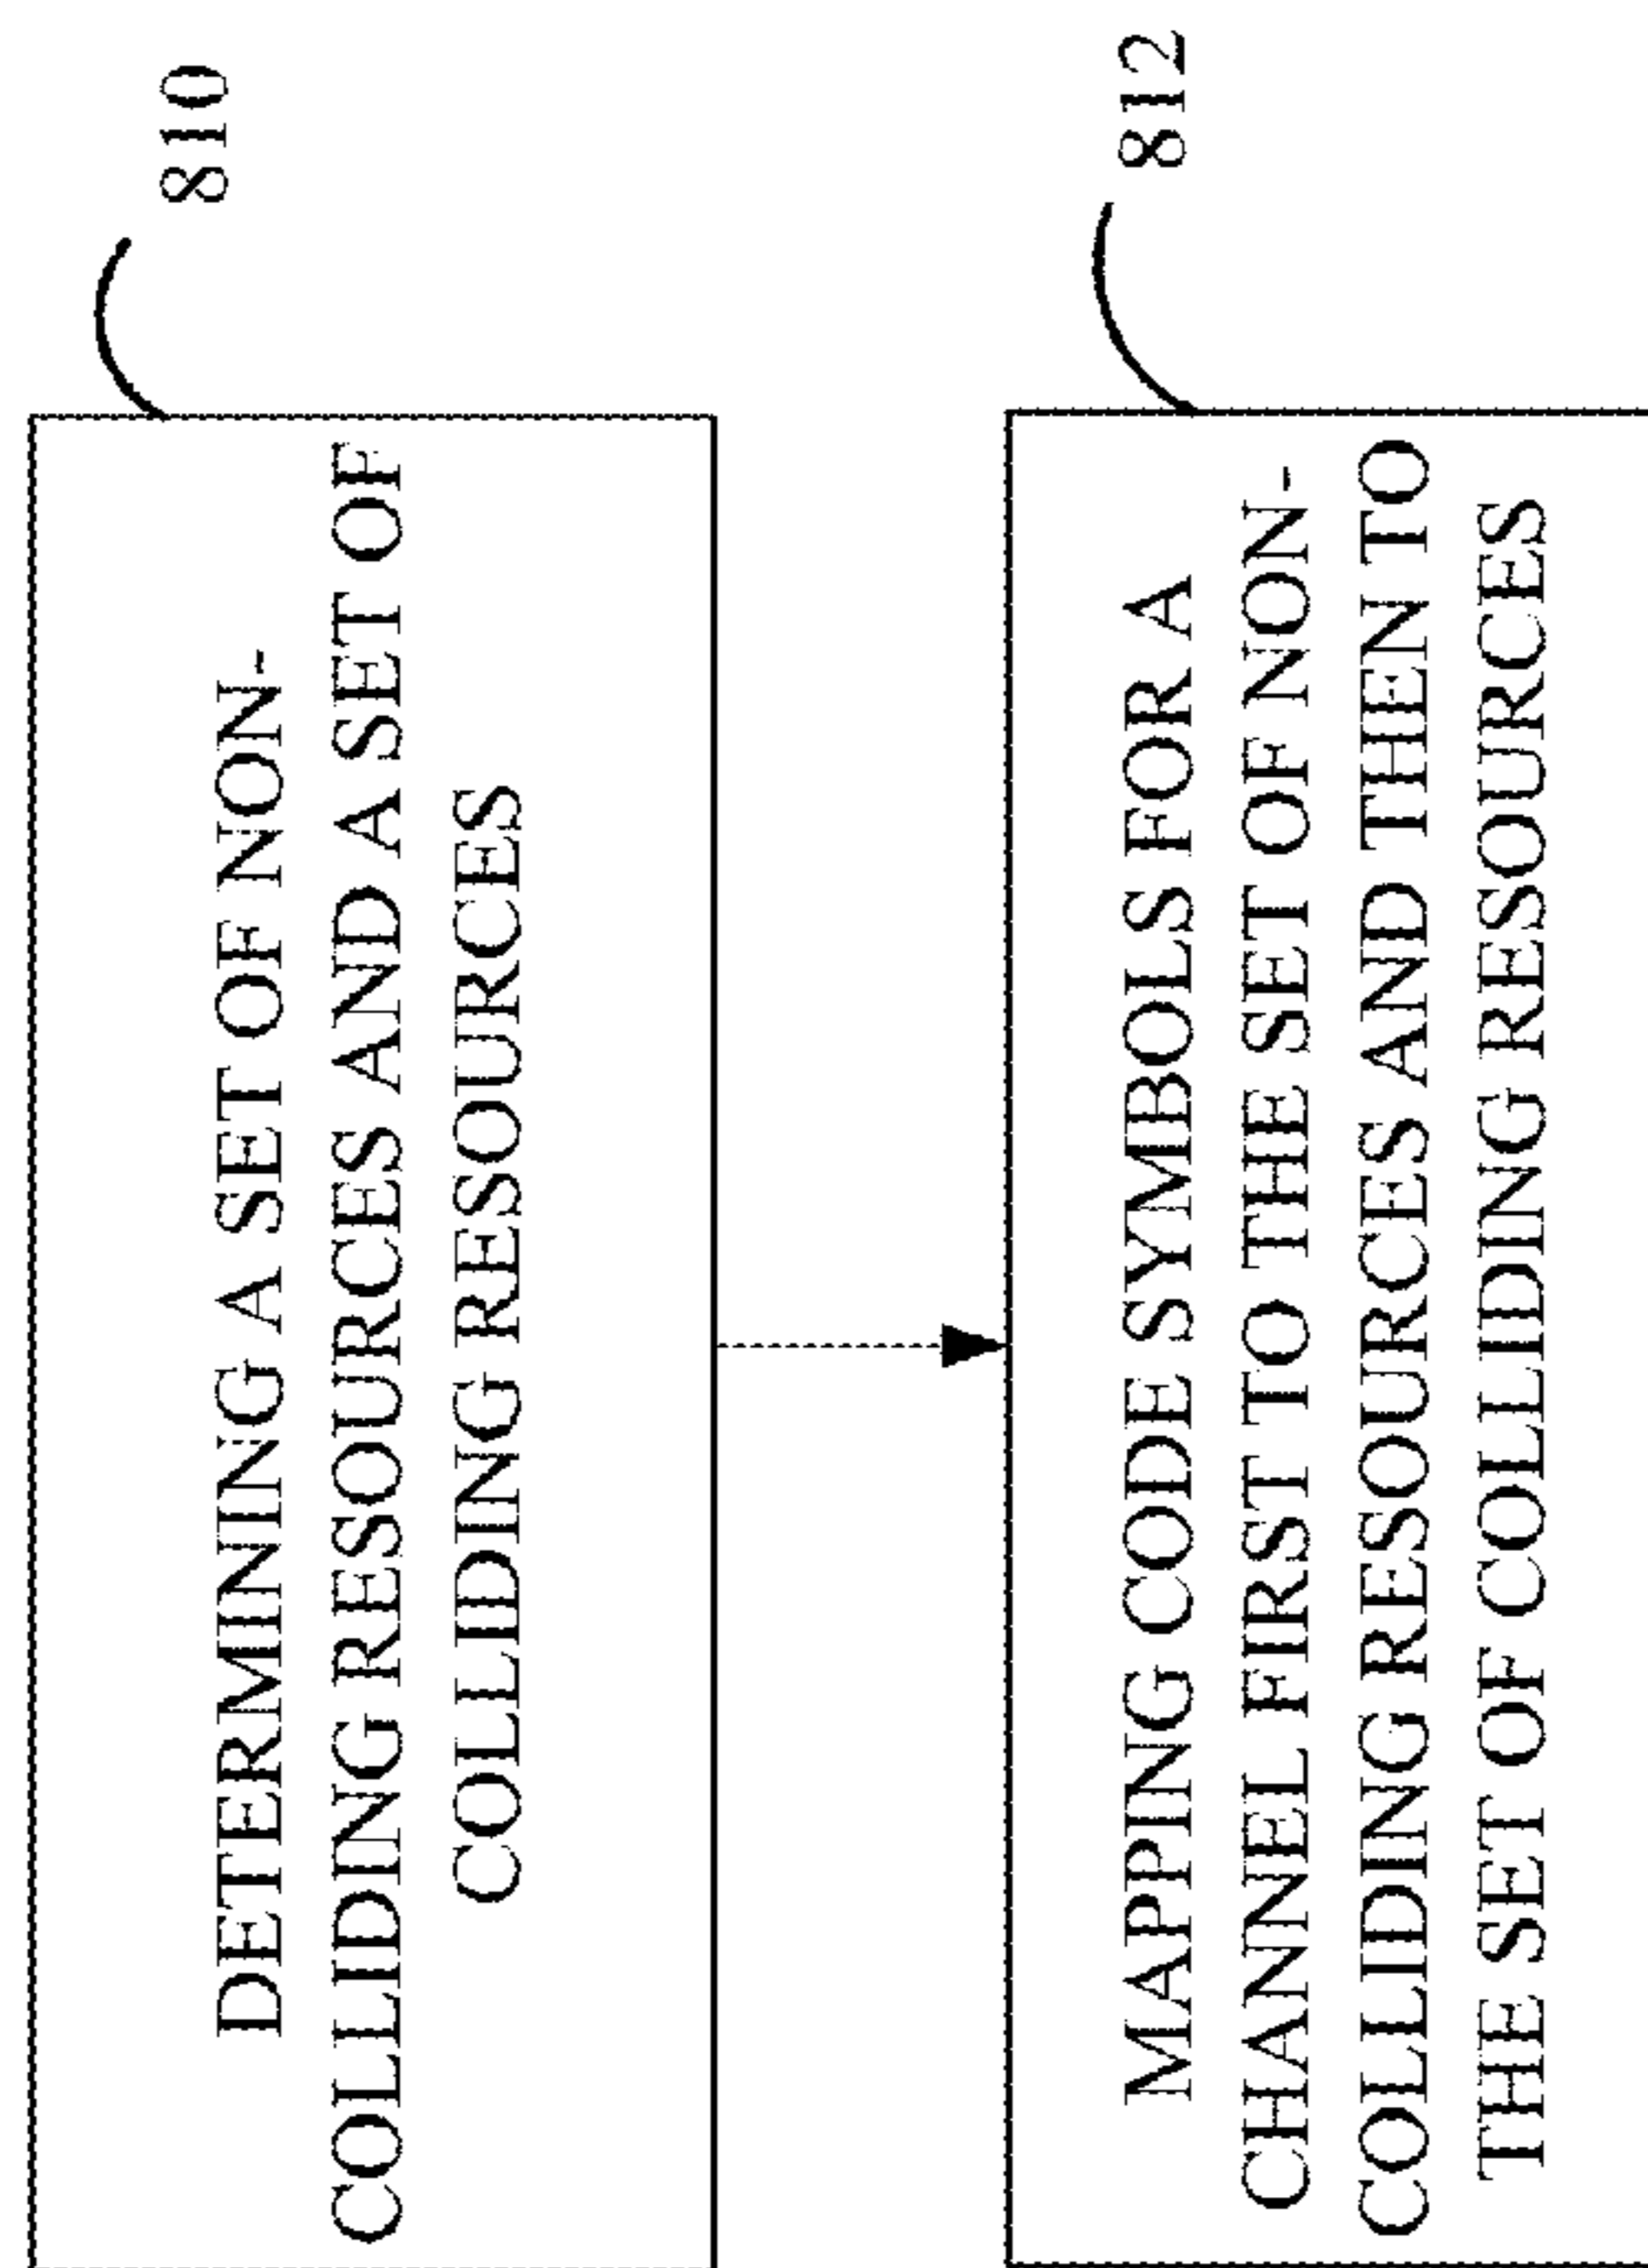 810
DETERMINING A SET OF NON-
COLLIDING RESOURCES AND A SET OF
COLLIDING RESOURCES
812
MAPPING CODE SYMBOLS FOR A
CHANNEL FIRST TO THE SET OF NON-
COLLIDING RESOURCES AND THEN TO
THE SET OF COLLIDING RESOURCES